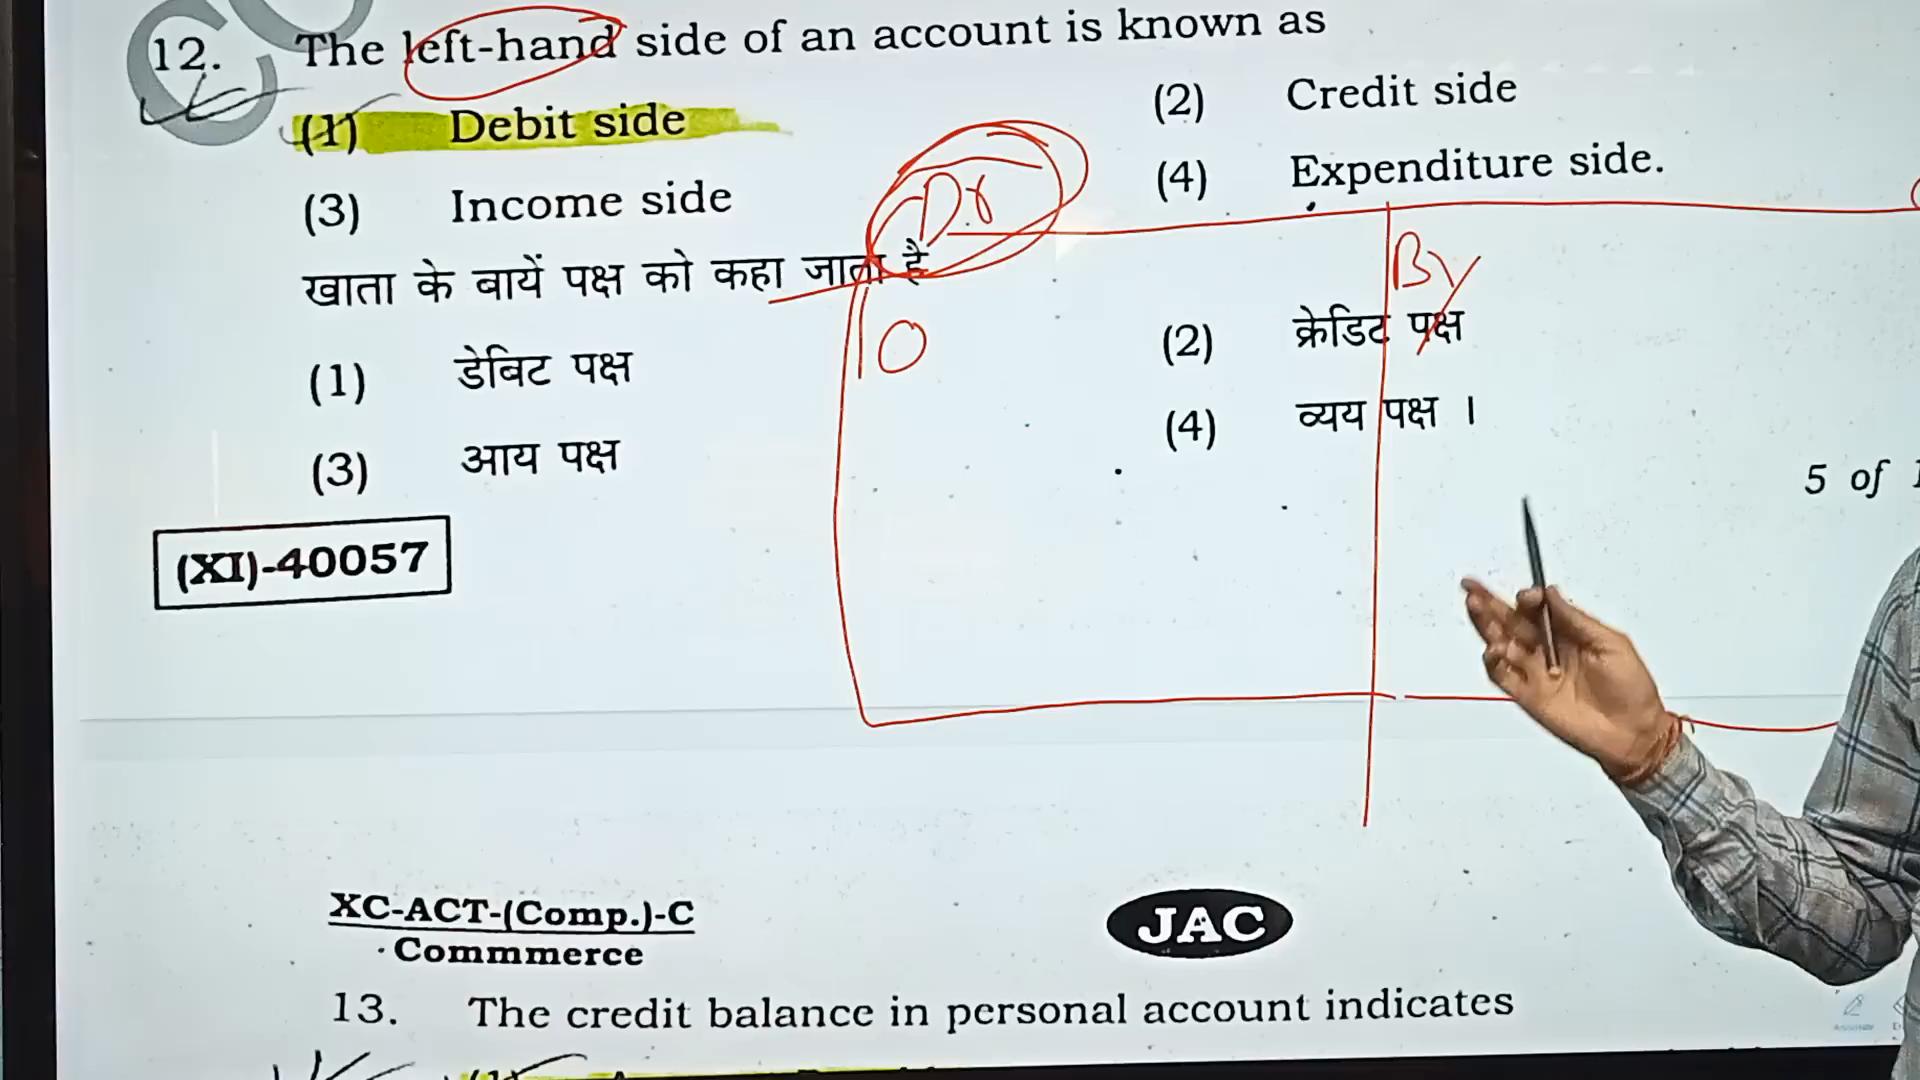 12. The left-hand side of an account is known as
(1) Debit side (2) Credit side
(3) Income side (4) Expenditure side.
Dr
खाता के बायें पक्ष को कहा जाता है
To By
(1) डेबिट पक्ष (2) क्रेडिट पक्ष
(3) आय पक्ष (4) व्यय पक्ष ।
5 of
(XI)-40057
XC-ACT-(Comp.)-C
Commmerce
JAC
13. The credit balance in personal account indicates